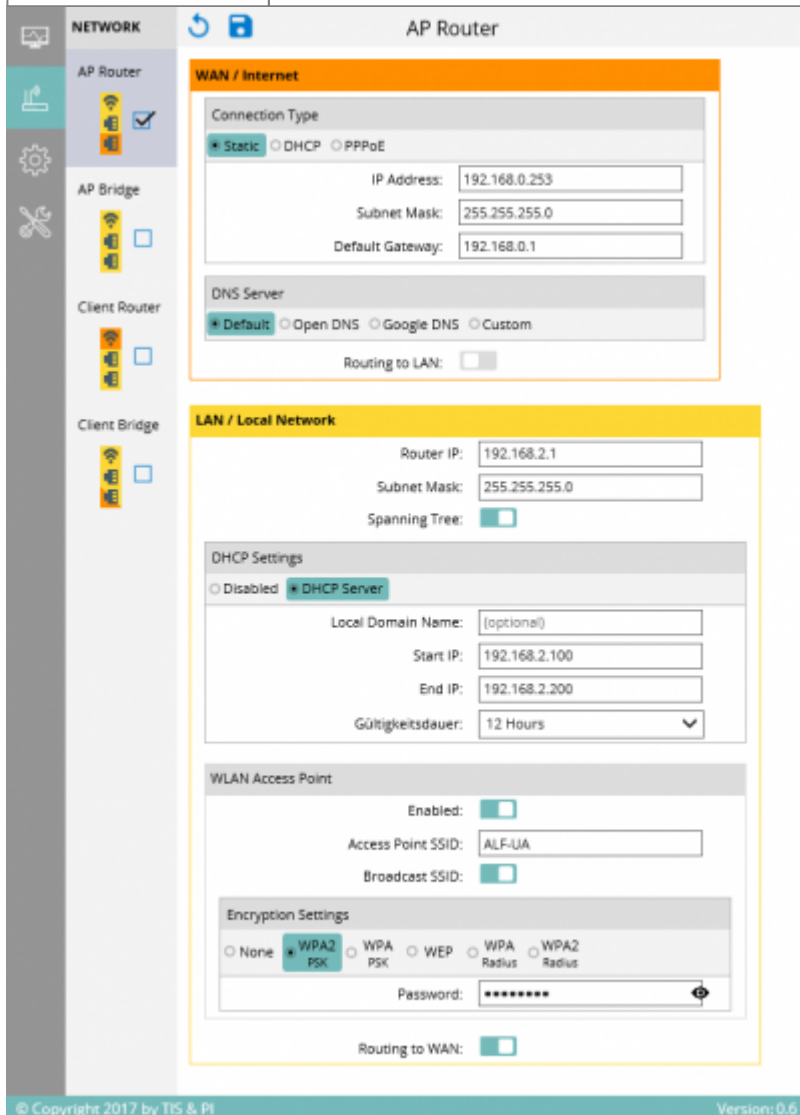 NETWORK
AP Router
AP Router
AP Bridge
Client Router
Client Bridge
WAN / Internet
Connection Type
Static DHCP PPPoE
IP Address: 192.168.0.253
Subnet Mask: 255.255.255.0
Default Gateway: 192.168.0.1
DNS Server
Default Open DNS Google DNS Custom
Routing to LAN:
LAN / Local Network
Router IP: 192.168.2.1
Subnet Mask: 255.255.255.0
Spanning Tree:
DHCP Settings
Disabled DHCP Server
Local Domain Name: (optional)
Start IP: 192.168.2.100
End IP: 192.168.2.200
Gültigkeitsdauer: 12 Hours
WLAN Access Point
Enabled:
Access Point SSID: ALF-UA
Broadcast SSID:
Encryption Settings
None WPA2 PSK WPA PSK WEP WPA Radius WPA2 Radius
Password: ••••••••
Routing to WAN:
© Copyright 2017 by TIS & PI Version: 0.6